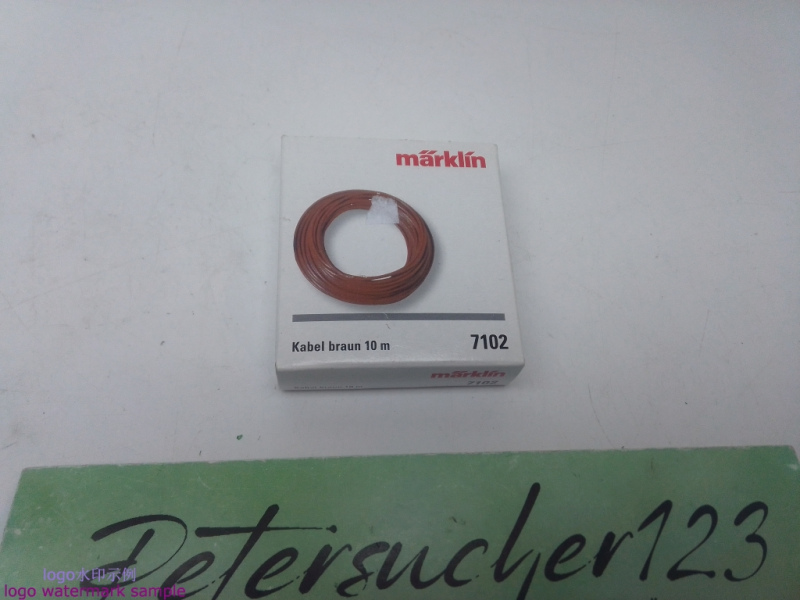 märklin
Kabel braun 10 m 7102
märklin
7102
Petersucher123
logo水印示例
logo watermark sample